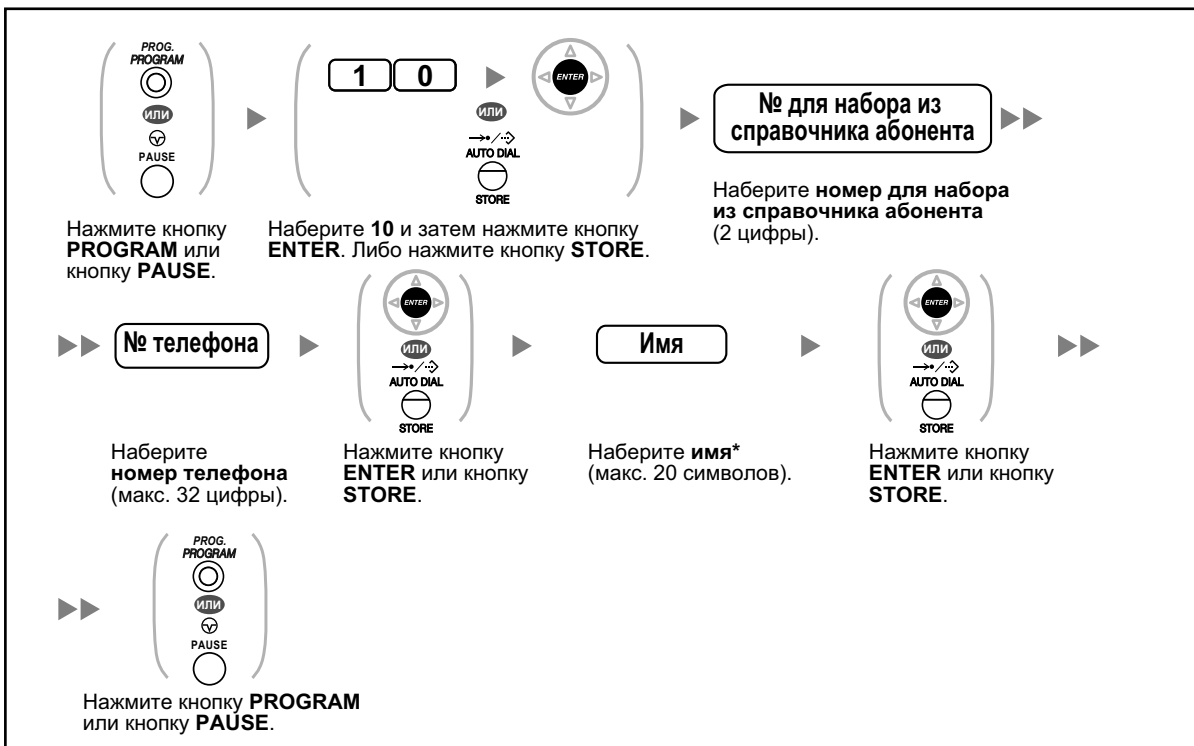 PROG.
PROGRAM
ИЛИ
PAUSE
Нажмите кнопку
PROGRAM или
кнопку PAUSE.
1 0
ENTER
ИЛИ
AUTO DIAL
STORE
Наберите 10 и затем нажмите кнопку
ENTER. Либо нажмите кнопку STORE.
№ для набора из
справочника абонента
Наберите номер для набора
из справочника абонента
(2 цифры).
№ телефона
Наберите
номер телефона
(макс. 32 цифры).
ENTER
ИЛИ
AUTO DIAL
STORE
Нажмите кнопку
ENTER или кнопку
STORE.
Имя
Наберите имя*
(макс. 20 символов).
ENTER
ИЛИ
AUTO DIAL
STORE
Нажмите кнопку
ENTER или кнопку
STORE.
PROG.
PROGRAM
ИЛИ
PAUSE
Нажмите кнопку PROGRAM
или кнопку PAUSE.